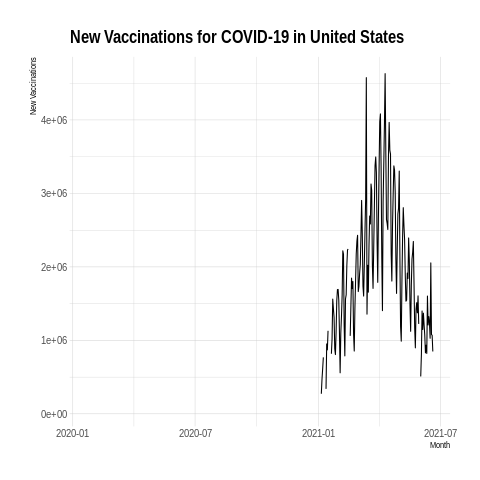 New Vaccinations for COVID-19 in United States
New Vaccinations
4e+06
3e+06
2e+06
1e+06
0e+00
2020-01
2020-07
2021-01
2021-07
Month